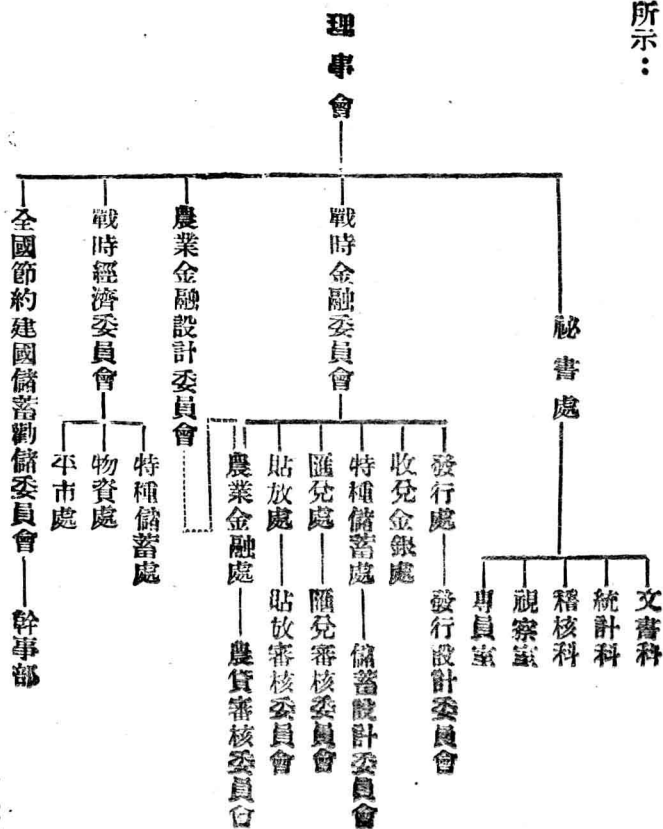 所示：
理事會
祕書處
文書科
統計科
稽核科
視察室
專員室
戰時金融委員會
發行處
發行設計委員會
收兌金銀處
特種儲蓄處
儲蓄設計委員會
匯兌處
匯兌審核委員會
貼放處
貼放審核委員會
農業金融處
農貸審核委員會
農業金融設計委員會
戰時經濟委員會
特種儲蓄處
物資處
平市處
全國節約建國儲蓄勸儲委員會
幹事部